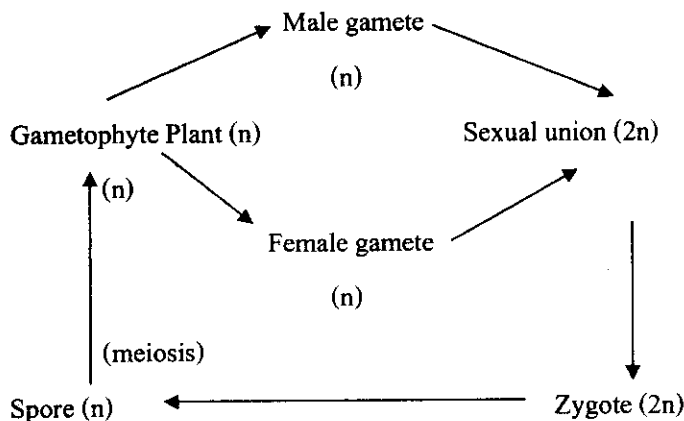 Male gamete
(n)
Gametophyte Plant (n)
Sexual union (2n)
(n)
Female gamete
(n)
(meiosis)
Spore (n)
Zygote (2n)